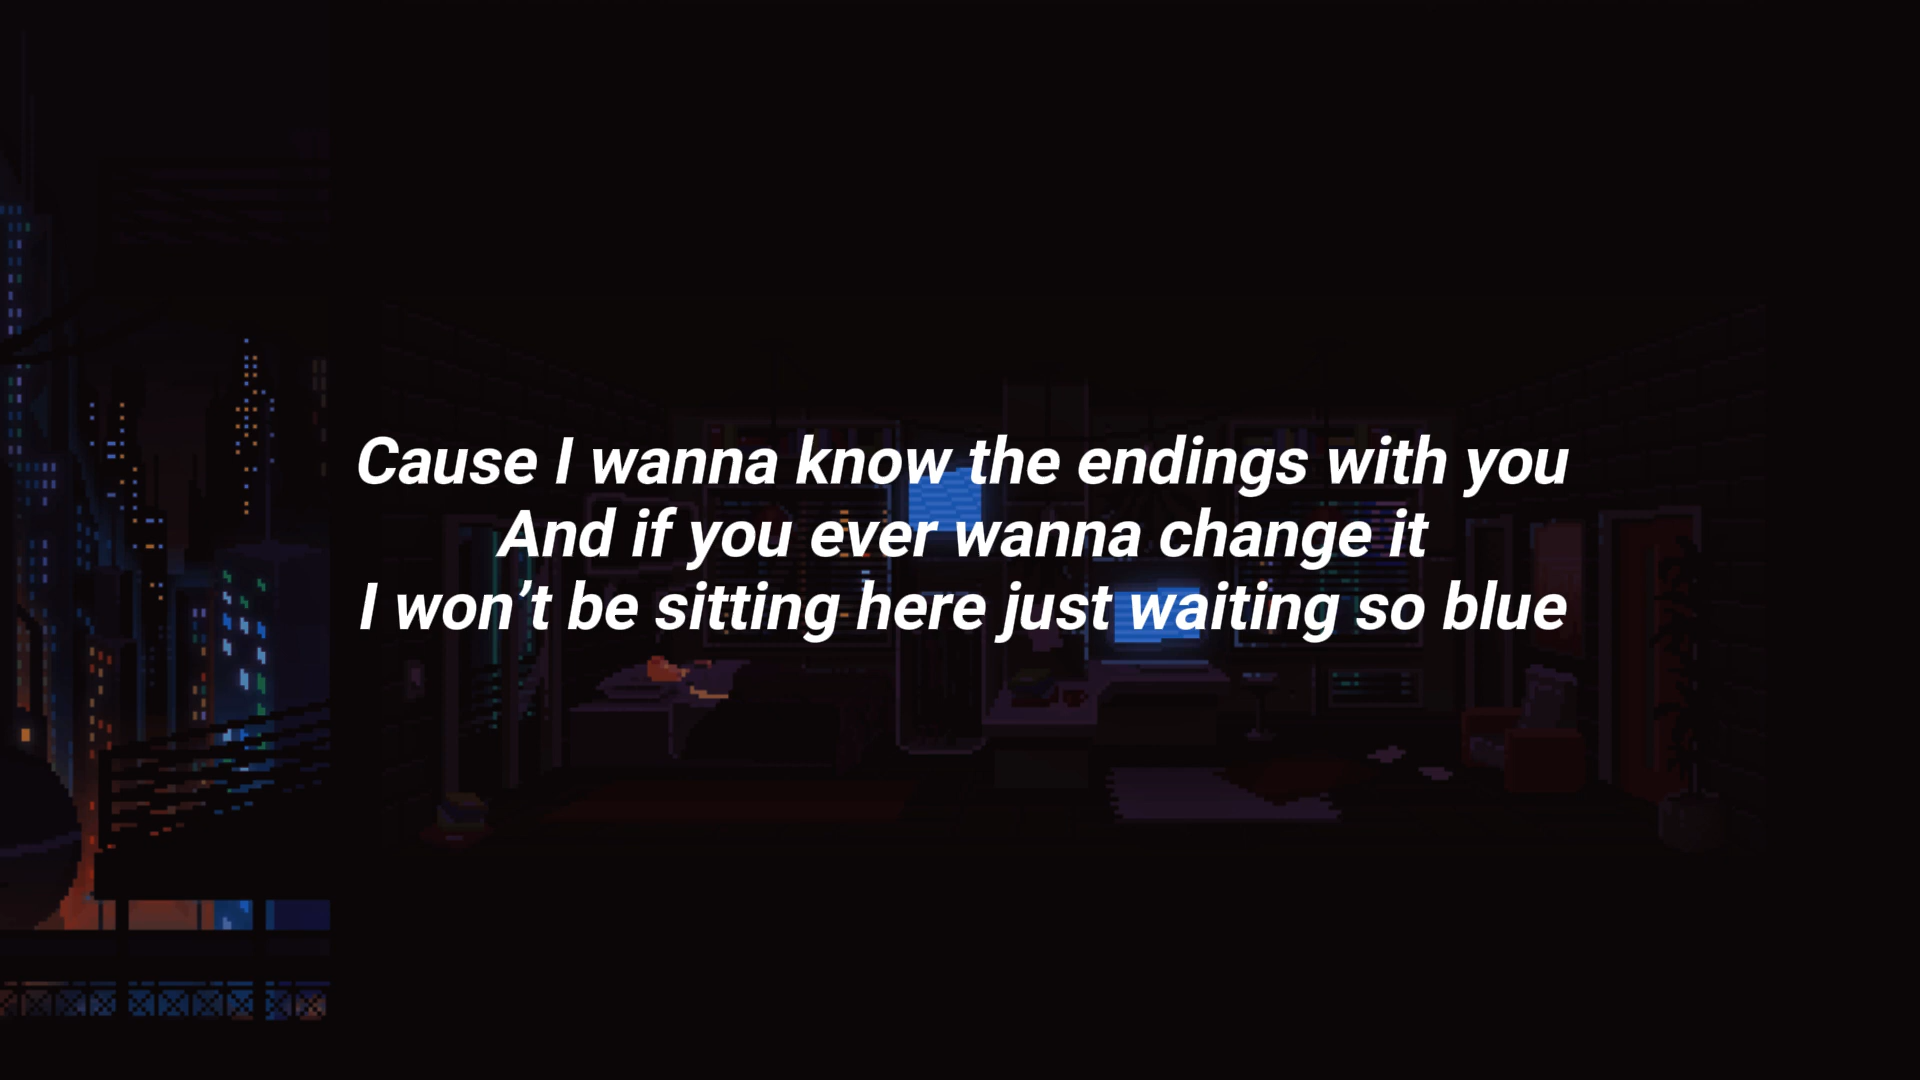 Cause I wanna know the endings with you
And if you ever wanna change it
I won’t be sitting here just waiting so blue